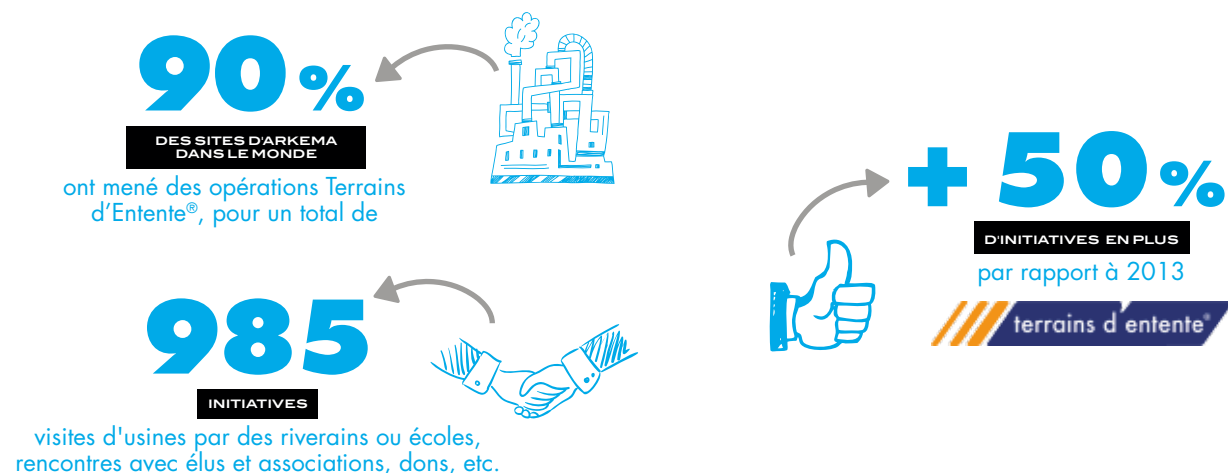 90 %
DES SITES D'ARKEMA
DANS LE MONDE
ont mené des opérations Terrains
d'Entente®, pour un total de
985
INITIATIVES
visites d'usines par des riverains ou écoles,
rencontres avec élus et associations, dons, etc.
+ 50 %
D'INITIATIVES EN PLUS
par rapport à 2013
terrains d'entente®